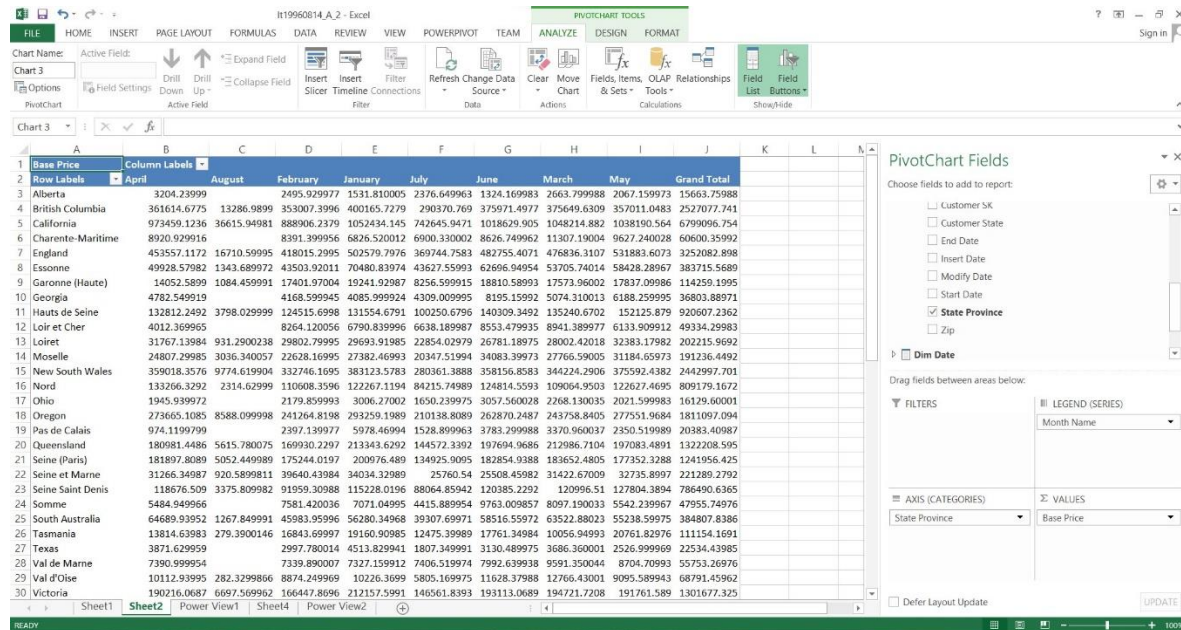 It19960814_A_2 - Excel
PIVOTCHART TOOLS
FILE HOME INSERT PAGE LAYOUT FORMULAS DATA REVIEW VIEW POWERPIVOT TEAM ANALYZE DESIGN FORMAT Sign in
Chart Name: Active Field:
Chart 3
Options
Field Settings
Drill Down
Drill Up
Expand Field
Collapse Field
Insert Slicer
Insert Timeline
Filter Connections
Refresh
Change Data Source
Clear
Move Chart
Fields, Items, & Sets
OLAP Tools
Relationships
Field List
Field Buttons
PivotChart Active Field Filter Data Actions Calculations Show/Hide
Chart 3 fx
A B C D E F G H I J K L
1 Base Price Column Labels
2 Row Labels April August February January July June March May Grand Total
3 Alberta 3204.23999 2495.929977 1531.810005 2376.649963 1324.169983 2663.799988 2067.159973 15663.75988
4 British Columbia 361614.6775 13286.9899 353007.3996 400165.7279 290370.769 375971.4977 375649.6309 357011.0483 2527077.741
5 California 973459.1236 36615.94981 888906.2379 1052434.145 742645.9471 1018629.905 1048214.882 1038190.564 6799096.754
6 Charente-Maritime 8920.929916 8391.399956 6826.520012 6900.330002 8626.749962 11307.19004 9627.240028 60600.35992
7 England 453557.1172 16710.59995 418015.2995 502579.7976 369744.7583 482755.4071 476836.3107 531883.6073 3252082.898
8 Essonne 49928.57982 1343.689972 43503.92011 70480.83974 43627.55993 62696.94954 53705.74014 58428.28967 383715.5689
9 Garonne (Haute) 14052.5899 1084.459991 17401.97004 19241.92987 8256.599915 18810.58993 17573.96002 17837.09986 114259.1995
10 Georgia 4782.549919 4168.599945 4085.999924 4309.009995 8195.15992 5074.310013 6188.259995 36803.88971
11 Hauts de Seine 132812.2492 3798.029999 124515.6998 131554.6791 100250.6796 140309.3492 135240.6702 152125.879 920607.2362
12 Loir et Cher 4012.369965 8264.120056 6790.839996 6638.189987 8553.479935 8941.389977 6133.909912 49334.29983
13 Loiret 31767.13984 931.2900238 29802.79995 29693.91985 22854.02979 26781.18975 28002.42018 32383.17982 202215.9692
14 Moselle 24807.29985 3036.340057 22628.16995 27382.46993 20347.51994 34083.39973 27766.59005 31184.65973 191236.4492
15 New South Wales 359018.3576 9774.619904 332746.1695 383123.5783 280361.3888 358156.8583 344224.2906 375592.4382 2442997.701
16 Nord 133266.3292 2314.62999 110608.3596 122267.1194 84215.74989 124814.5593 109064.9503 122627.4695 809179.1672
17 Ohio 1945.939972 2179.859993 3006.27002 1650.239975 3057.560028 2268.130035 2021.599983 16129.60001
18 Oregon 273665.1085 8588.099998 241264.8198 293259.1989 210138.8089 262870.2487 243758.8405 277551.9684 1811097.094
19 Pas de Calais 974.1199799 2397.139977 5978.46994 1528.899963 3783.299988 3370.960037 2350.519989 20383.40987
20 Queensland 180981.4486 5615.780075 169930.2297 213343.6292 144572.3392 197694.9686 212986.7104 197083.4891 1322208.595
21 Seine (Paris) 181897.8089 5052.449989 175244.0197 200976.489 134925.9095 182854.9388 183652.4805 177352.3288 1241956.425
22 Seine et Marne 31266.34987 920.5899811 39640.43984 34034.32989 25760.54 25508.45982 31422.67009 32735.8997 221289.2792
23 Seine Saint Denis 118676.509 3375.809982 91959.30988 115228.0196 88064.85942 120385.2292 120996.51 127804.3894 786490.6365
24 Somme 5484.949966 7581.420036 7071.04995 4415.889954 9763.009857 8097.190033 5542.239967 47955.74976
25 South Australia 64689.93952 1267.849991 45983.95996 56280.34968 39307.69971 58516.55972 63522.88023 55238.59975 384807.8386
26 Tasmania 13814.63983 279.3900146 16843.69997 19160.90985 12475.39989 17761.34984 10056.94993 20761.82976 111154.1691
27 Texas 3871.629959 2997.780014 4513.829941 1807.349991 3130.489975 3686.360001 2526.999969 22534.43985
28 Val de Marne 7390.999954 7339.890007 7327.159912 7406.519974 7992.639938 9591.350044 8704.70993 55753.26976
29 Val d'Oise 10112.93995 282.3299866 8874.249969 10226.3699 5805.169975 11628.37988 12766.43001 9095.589943 68791.45962
30 Victoria 190216.0687 6697.569962 166447.8696 212157.5991 146561.8393 193113.0689 194721.7208 191761.589 1301677.325
Sheet1 Sheet2 Power View1 Sheet4 Power View2
READY 100%
PivotChart Fields
Choose fields to add to report:
Customer SK
Customer State
End Date
Insert Date
Modify Date
Start Date
State Province
Zip
Dim Date
Drag fields between areas below:
FILTERS LEGEND (SERIES)
Month Name
AXIS (CATEGORIES) VALUES
State Province Base Price
Defer Layout Update UPDATE